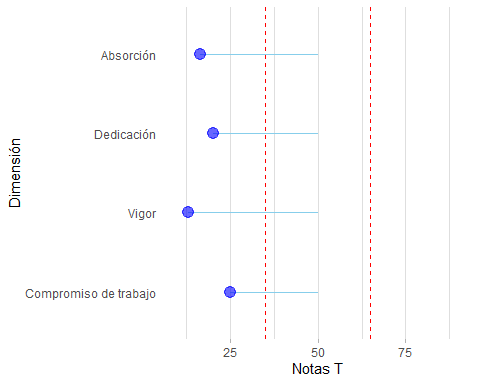 Absorción
Dedicación
Vigor
Compromiso de trabajo
Dimensión
25 50 75
Notas T